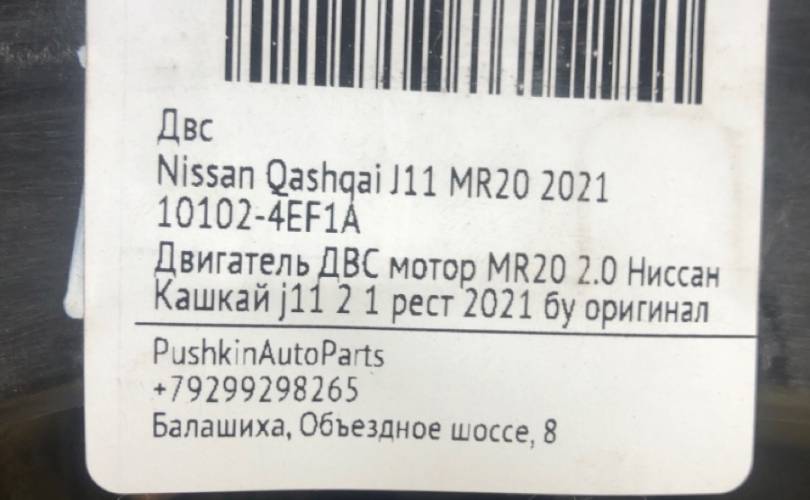 Двс
Nissan Qashqai J11 MR20 2021
10102-4EF1A
Двигатель ДВС мотор MR20 2.0 Ниссан
Кашкай j11 2 1 рест 2021 бу оригинал
PushkinAutoParts
+79299298265
Балашиха, Объездное шоссе, 8